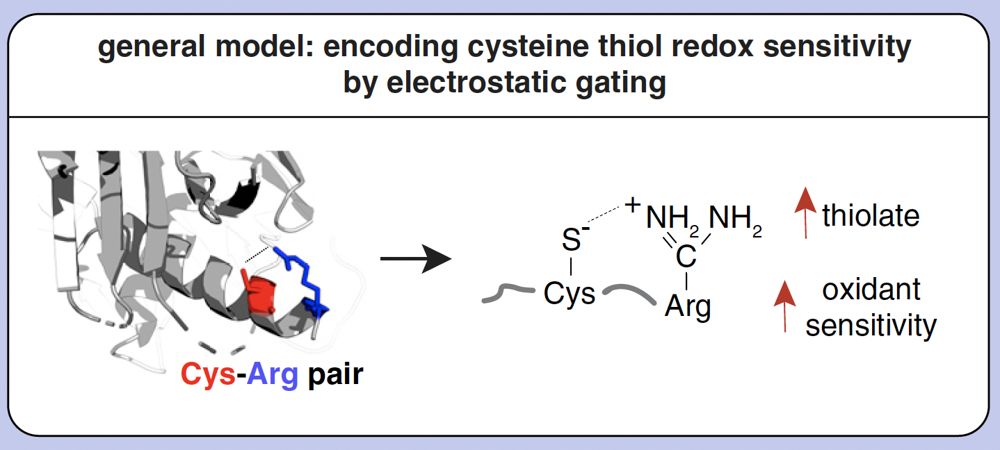 general model: encoding cysteine thiol redox sensitivity
by electrostatic gating
Cys-Arg pair
S-
+
NH2 NH2
C
Cys
Arg
thiolate
oxidant
sensitivity